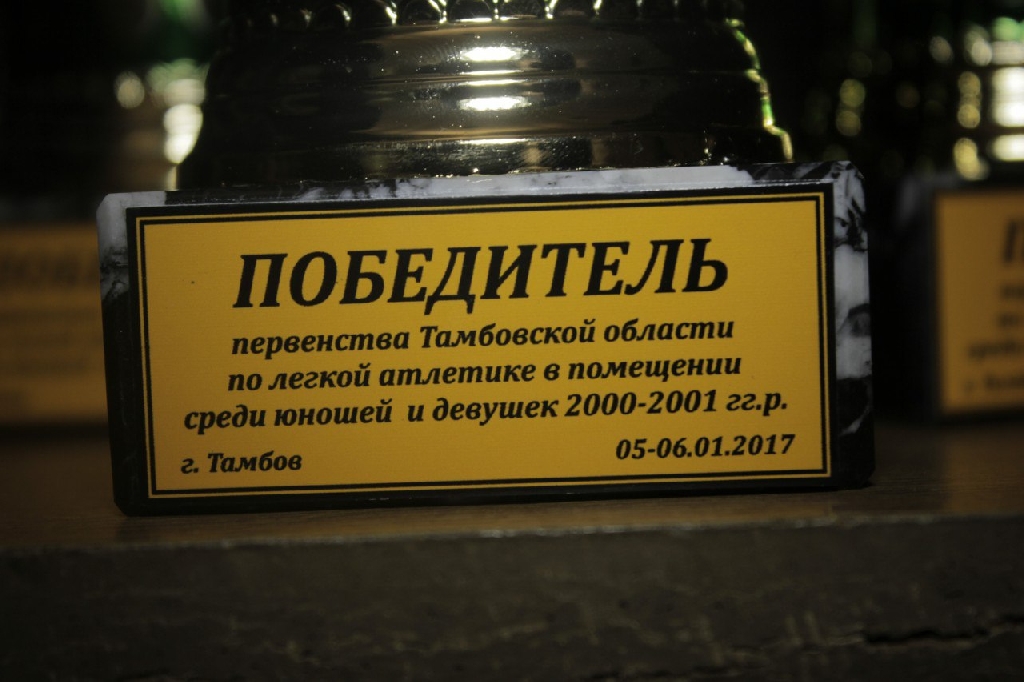 ПОБЕДИТЕЛЬ
первенства Тамбовской области
по легкой атлетике в помещении
среди юношей и девушек 2000-2001 гг.р.
г. Тамбов 05-06.01.2017